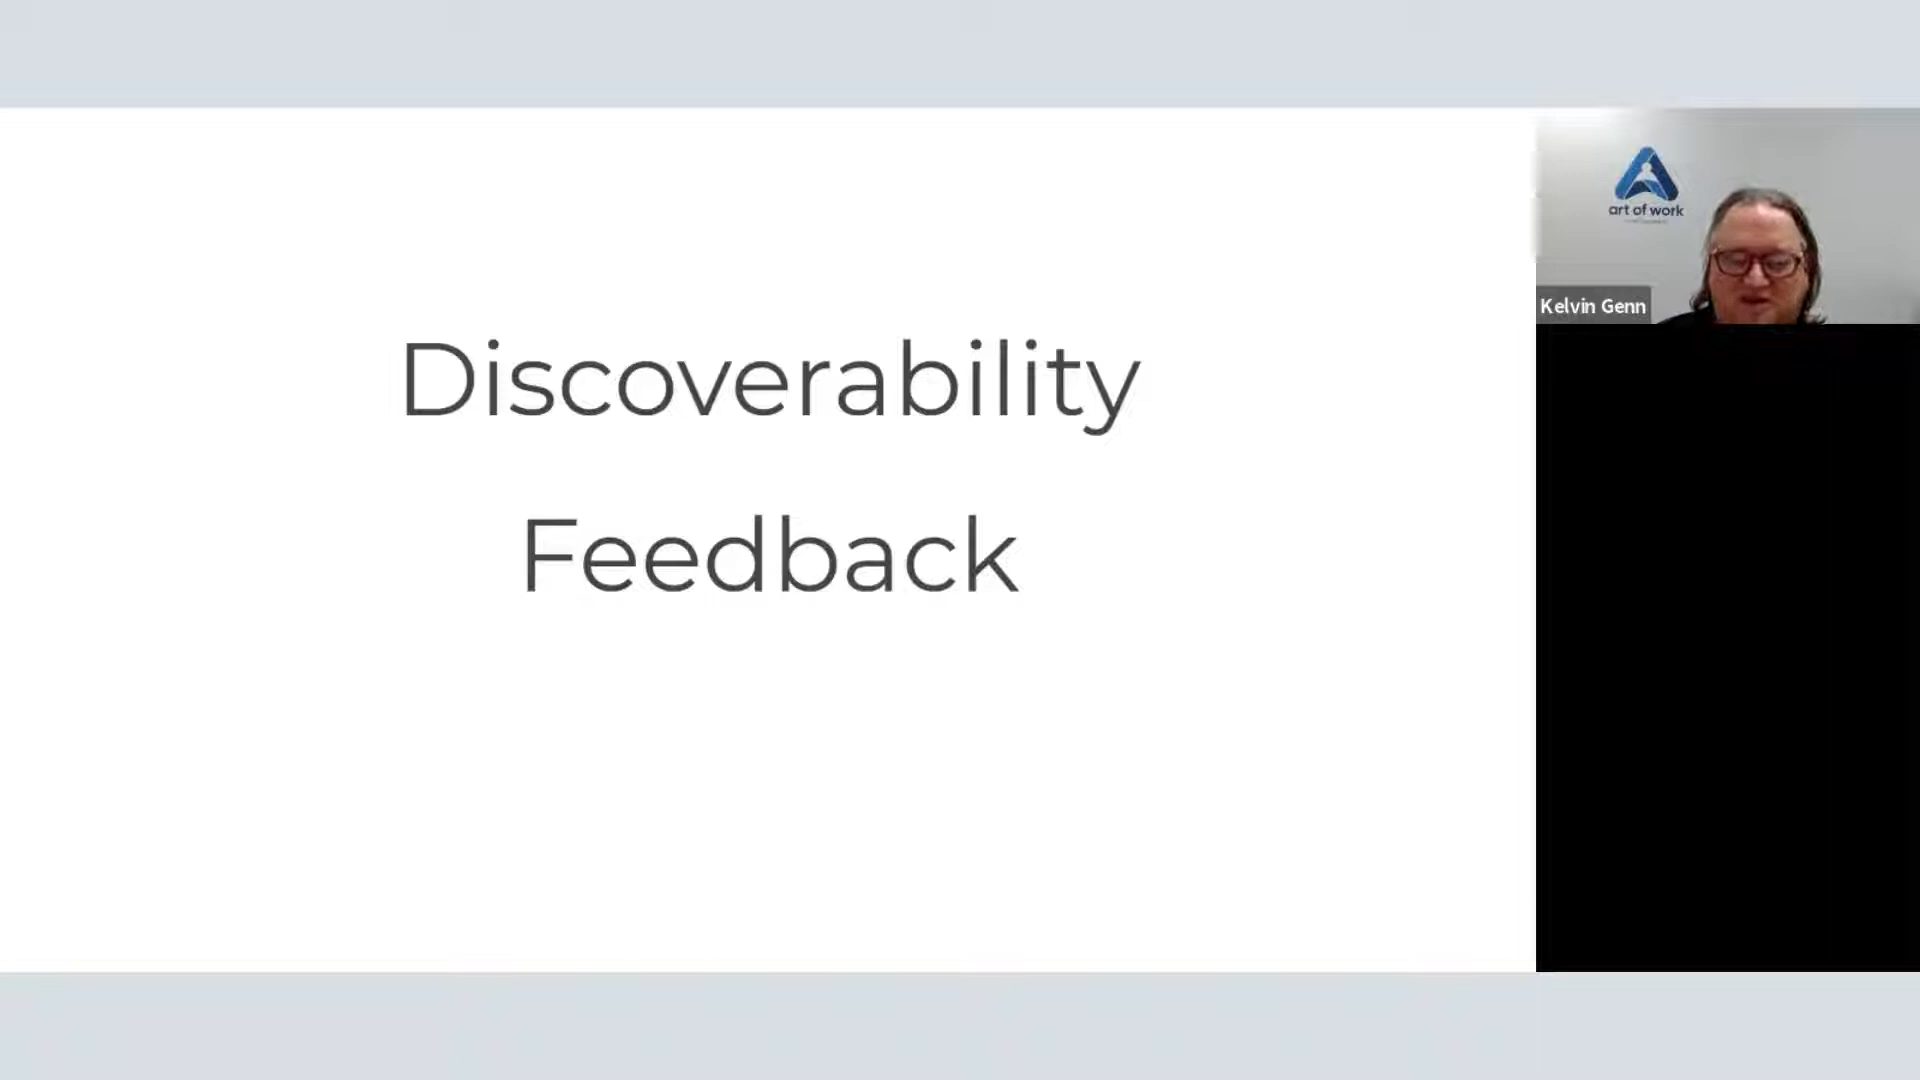 Discoverability
Feedback
art of work
Kelvin Genn